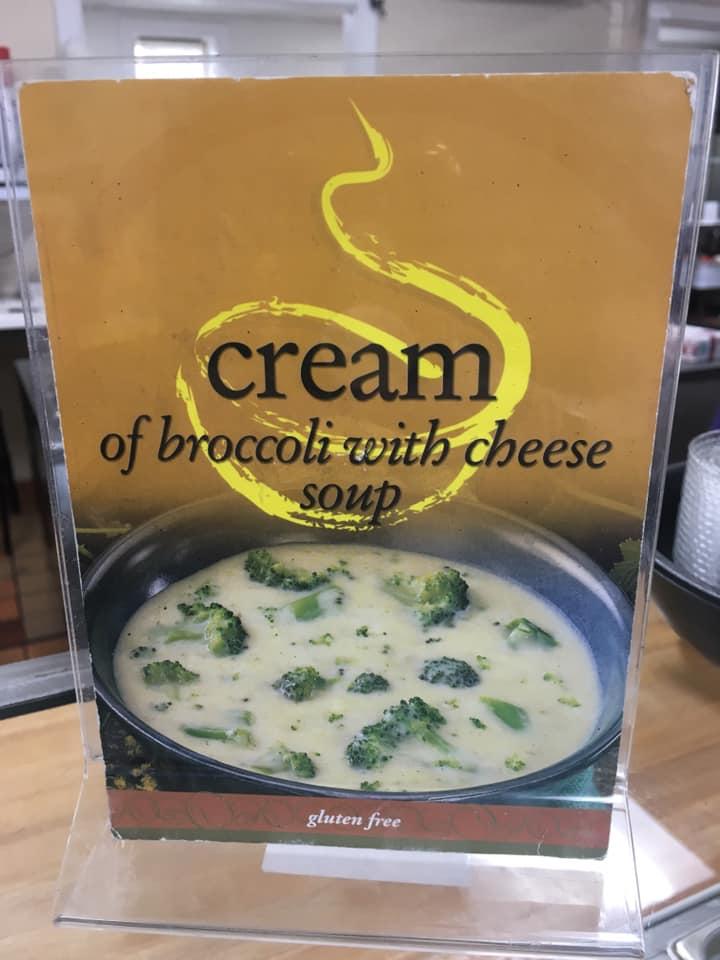 cream
of broccoli with cheese
soup
gluten free